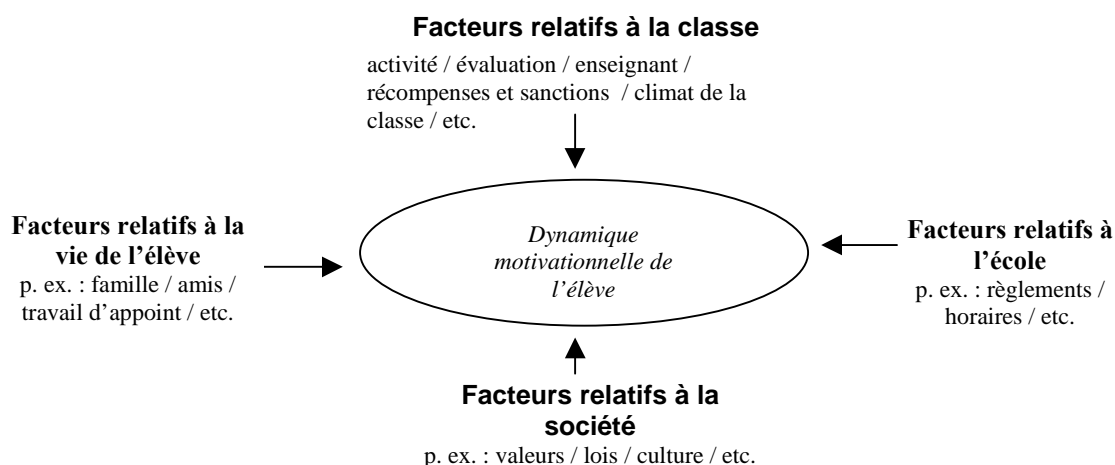 Facteurs relatifs à la classe
activité / évaluation / enseignant /
récompenses et sanctions / climat de la
classe / etc.
Facteurs relatifs à la
vie de l’élève
p. ex. : famille / amis /
travail d’appoint / etc.
Dynamique
motivationnelle de
l’élève
Facteurs relatifs à
l’école
p. ex. : règlements /
horaires / etc.
Facteurs relatifs à la
société
p. ex. : valeurs / lois / culture / etc.